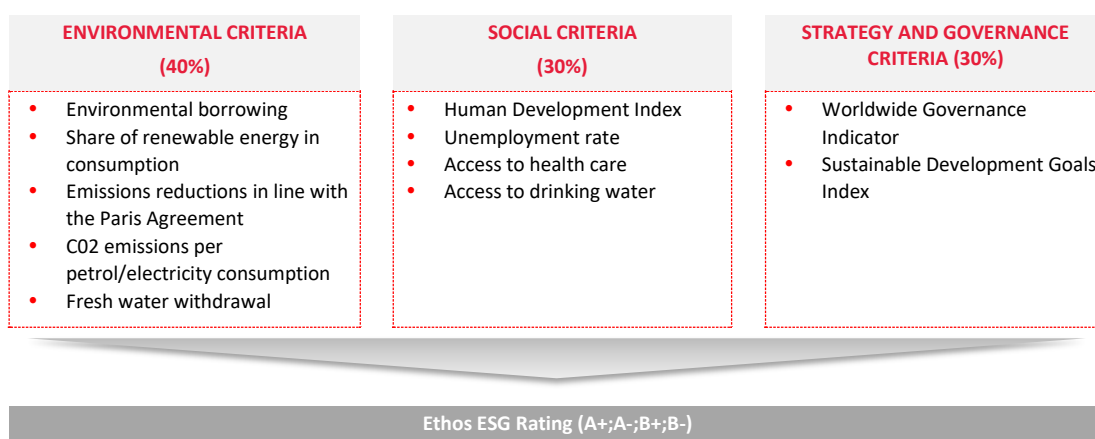 ENVIRONMENTAL CRITERIA
(40%)
• Environmental borrowing
• Share of renewable energy in
consumption
• Emissions reductions in line with
the Paris Agreement
• C02 emissions per
petrol/electricity consumption
• Fresh water withdrawal
SOCIAL CRITERIA
(30%)
• Human Development Index
• Unemployment rate
• Access to health care
• Access to drinking water
STRATEGY AND GOVERNANCE
CRITERIA (30%)
• Worldwide Governance
Indicator
• Sustainable Development Goals
Index
Ethos ESG Rating (A+;A-;B+;B-)